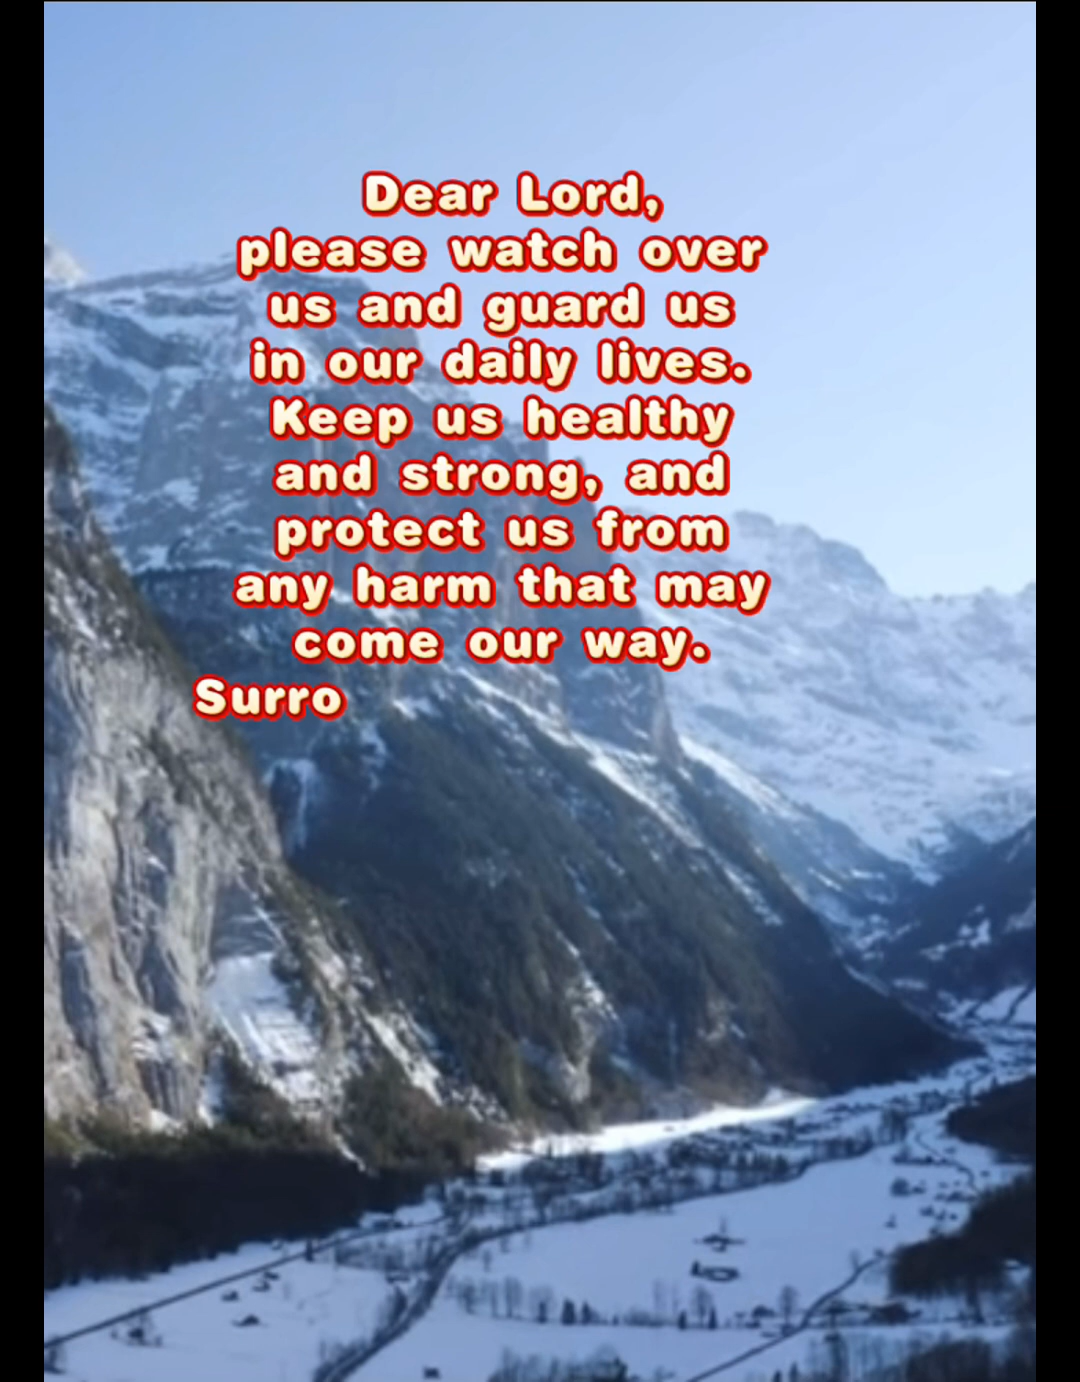 Dear Lord,
please watch over
us and guard us
in our daily lives.
Keep us healthy
and strong, and
protect us from
any harm that may
come our way.
Surro